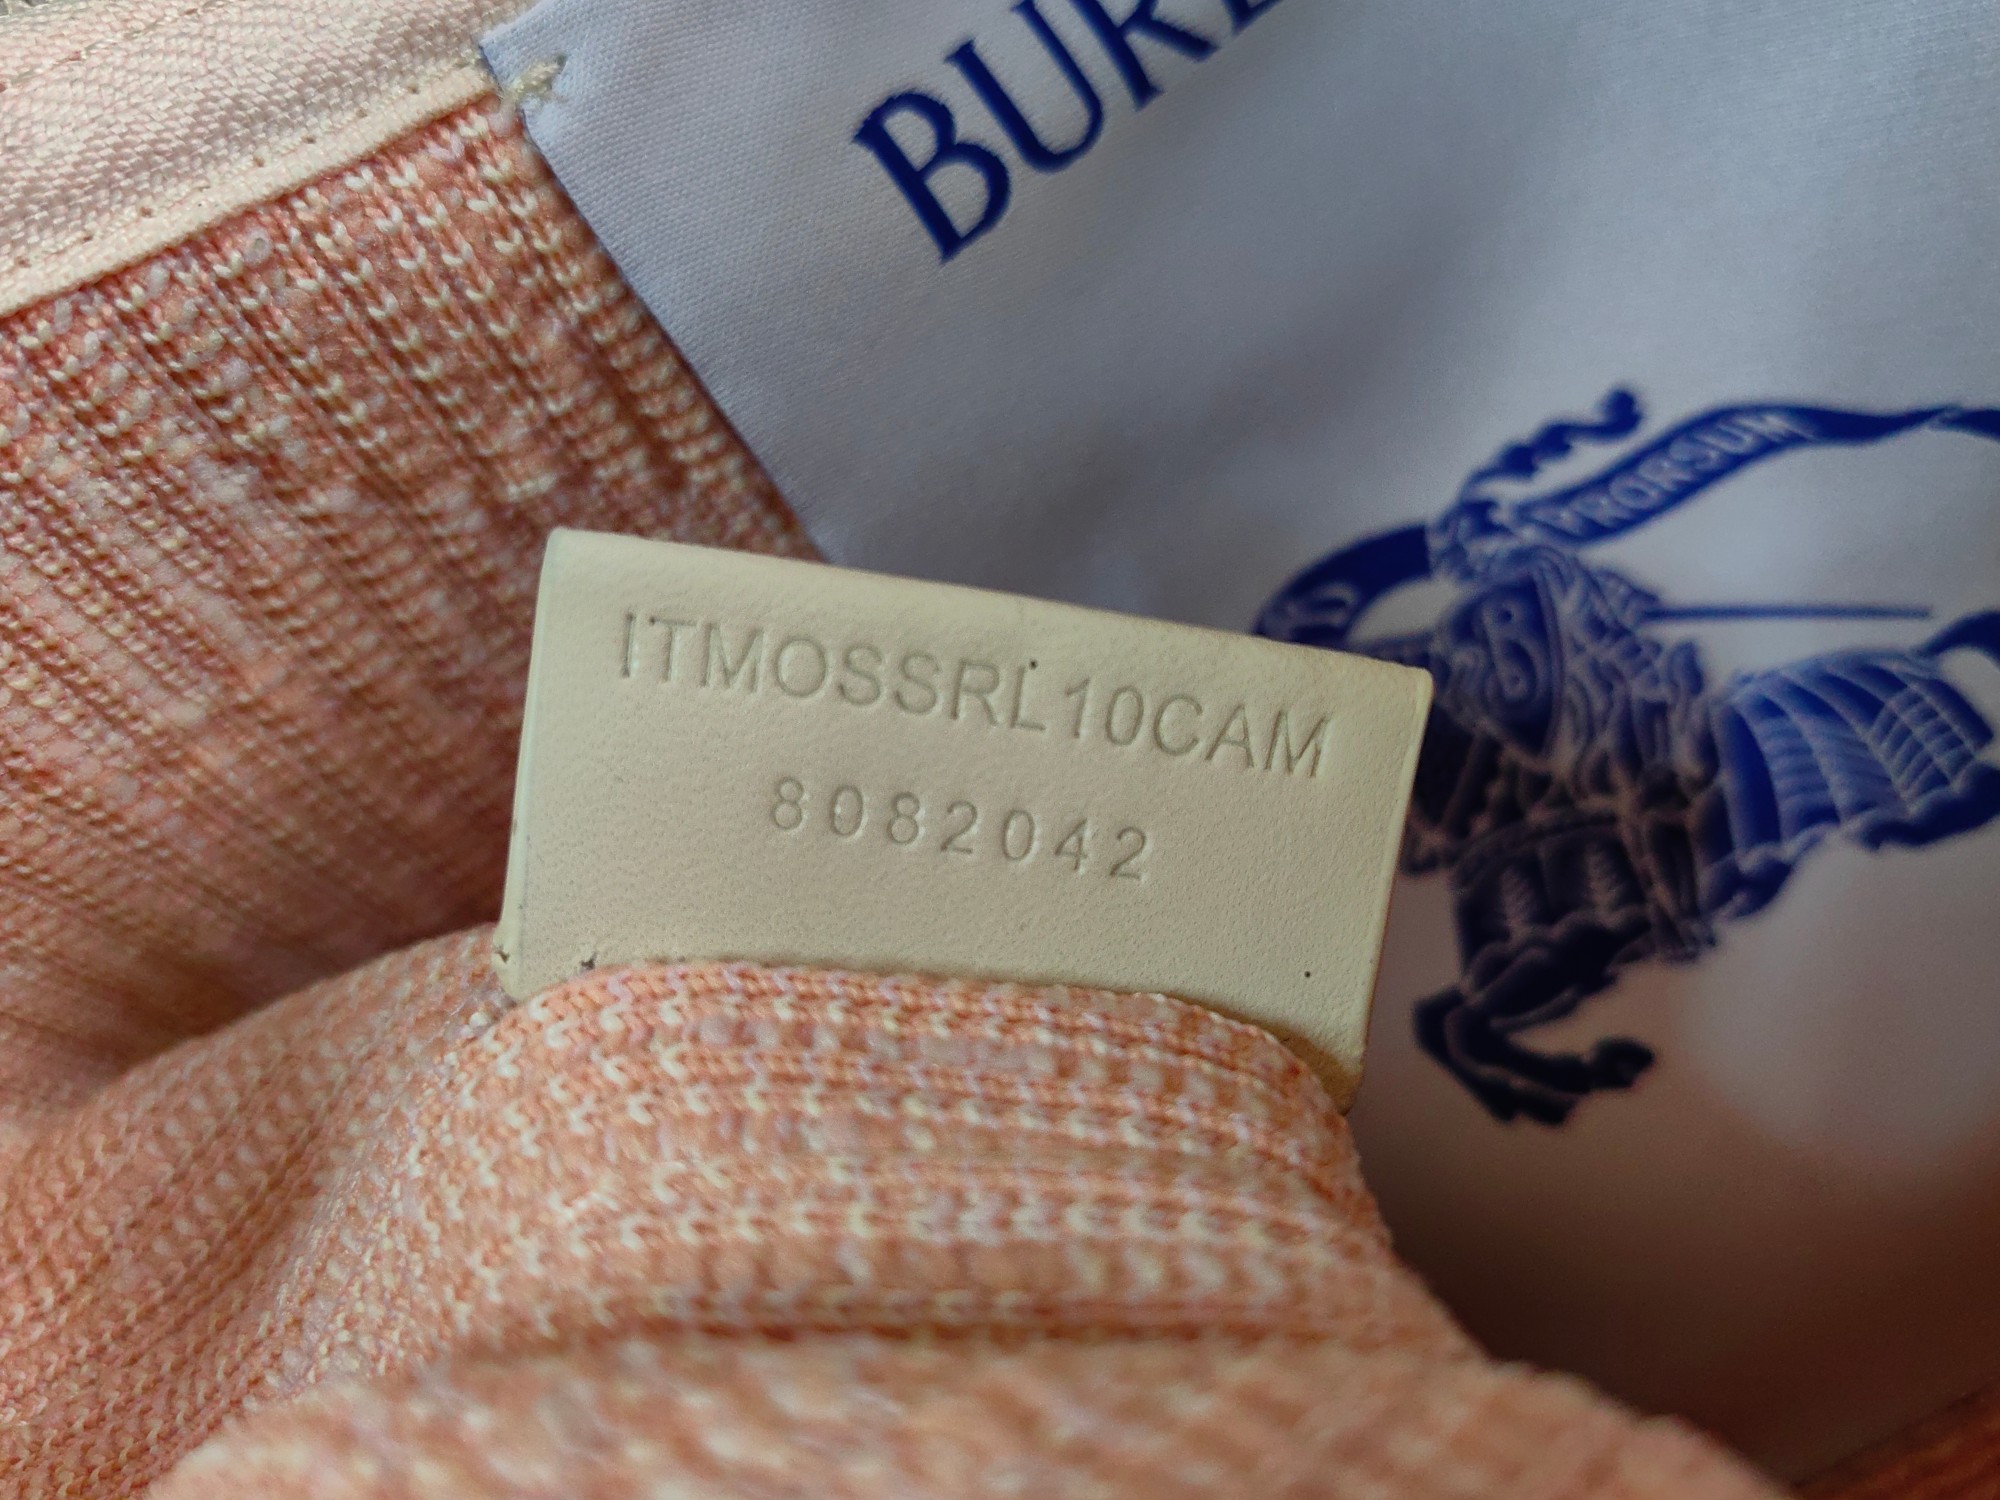 BUR
PRORSUM
B
ITMOSSRL10CAM
8082042